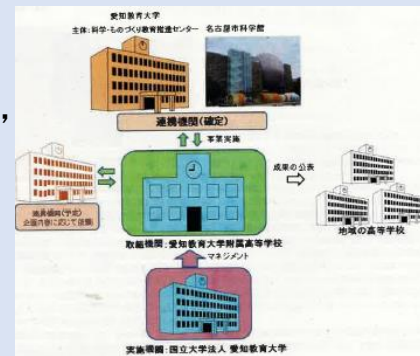 愛知教育大学
主体:科学・ものづくり教育推進センター 名古屋市科学館
,
連携機関(確定)
事業実施
成果の公表
連携機関(予定)
企画内容に応じて依頼
地域の高等学校
取組機関:愛知教育大学附属高等学校
マネジメント
実施機関:国立大学法人 愛知教育大学